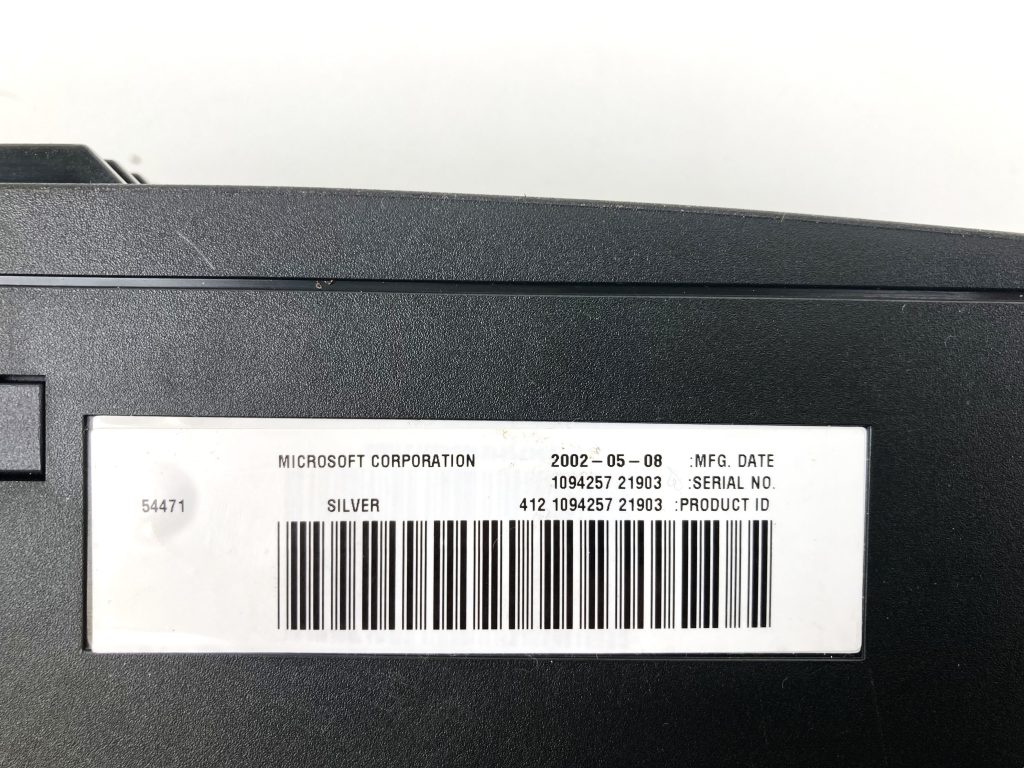 MICROSOFT CORPORATION 2002-05-08 :MFG. DATE
1094257 21903 :SERIAL NO.
54471 SILVER 412 1094257 21903 :PRODUCT ID